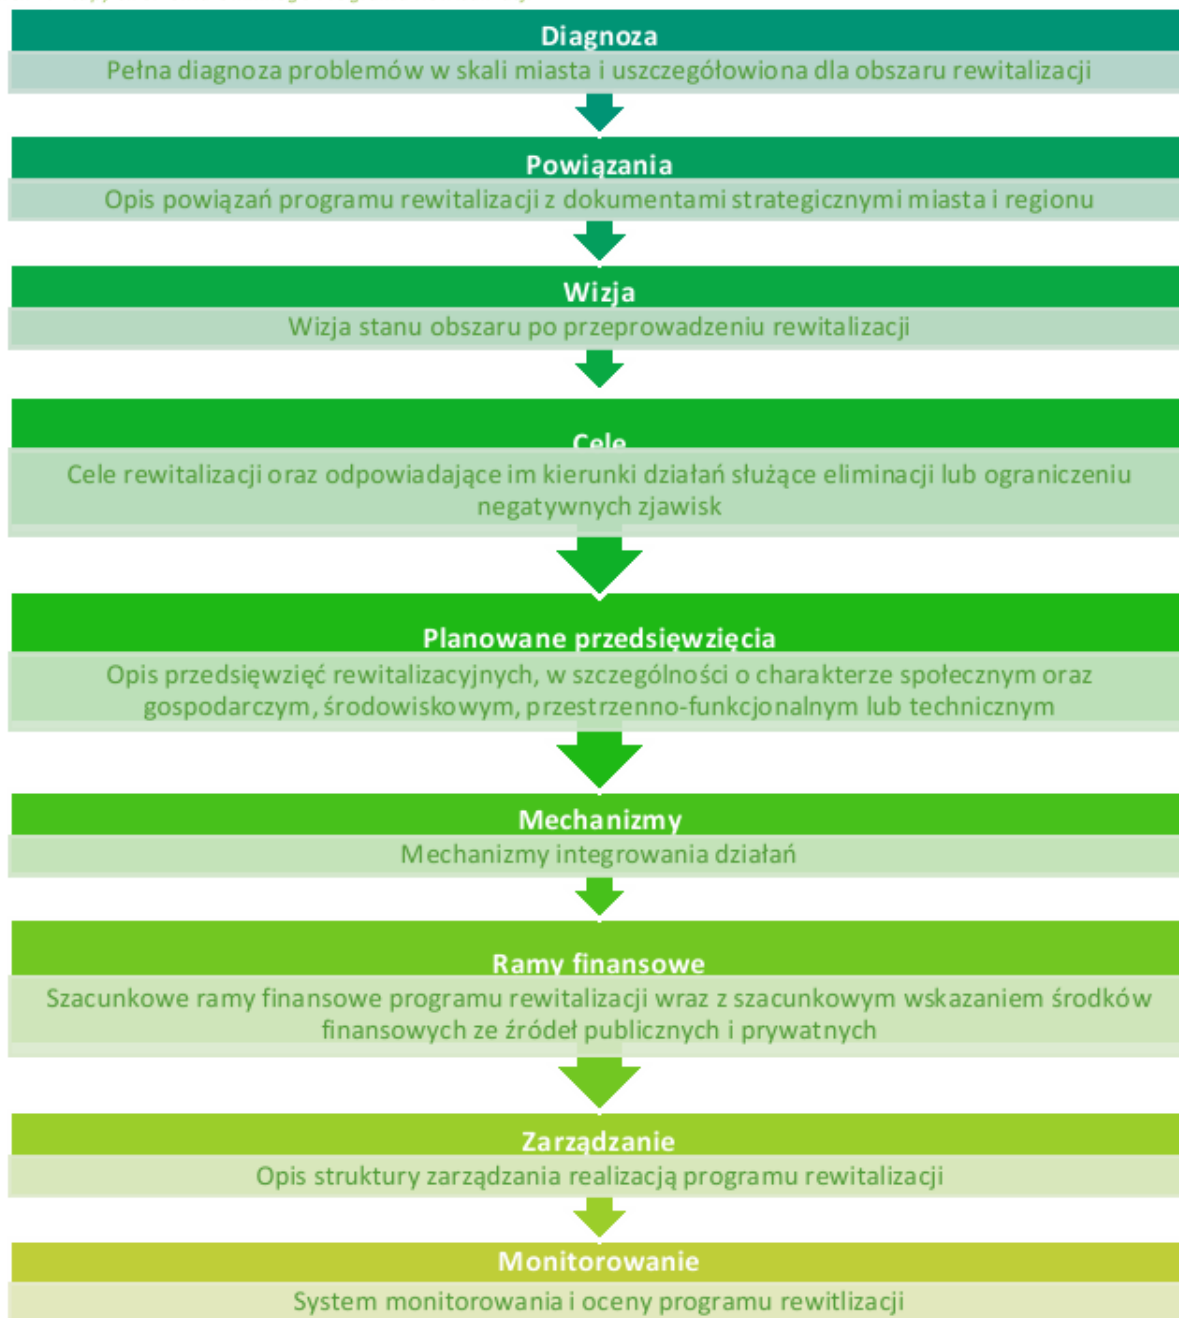 Diagnoza
Pełna diagnoza problemów w skali miasta i uszczegółowiona dla obszaru rewitalizacji
Powiązania
Opis powiązań programu rewitalizacji z dokumentami strategicznymi miasta i regionu
Wizja
Wizja stanu obszaru po przeprowadzeniu rewitalizacji
Cele
Cele rewitalizacji oraz odpowiadające im kierunki działań służące eliminacji lub ograniczeniu
negatywnych zjawisk
Planowane przedsięwzięcia
Opis przedsięwzięć rewitalizacyjnych, w szczególności o charakterze społecznym oraz
gospodarczym, środowiskowym, przestrzenno-funkcjonalnym lub technicznym
Mechanizmy
Mechanizmy integrowania działań
Ramy finansowe
Szacunkowe ramy finansowe programu rewitalizacji wraz z szacunkowym wskazaniem środków
finansowych ze źródeł publicznych i prywatnych
Zarządzanie
Opis struktury zarządzania realizacją programu rewitalizacji
Monitorowanie
System monitorowania i oceny programu rewitlizacji